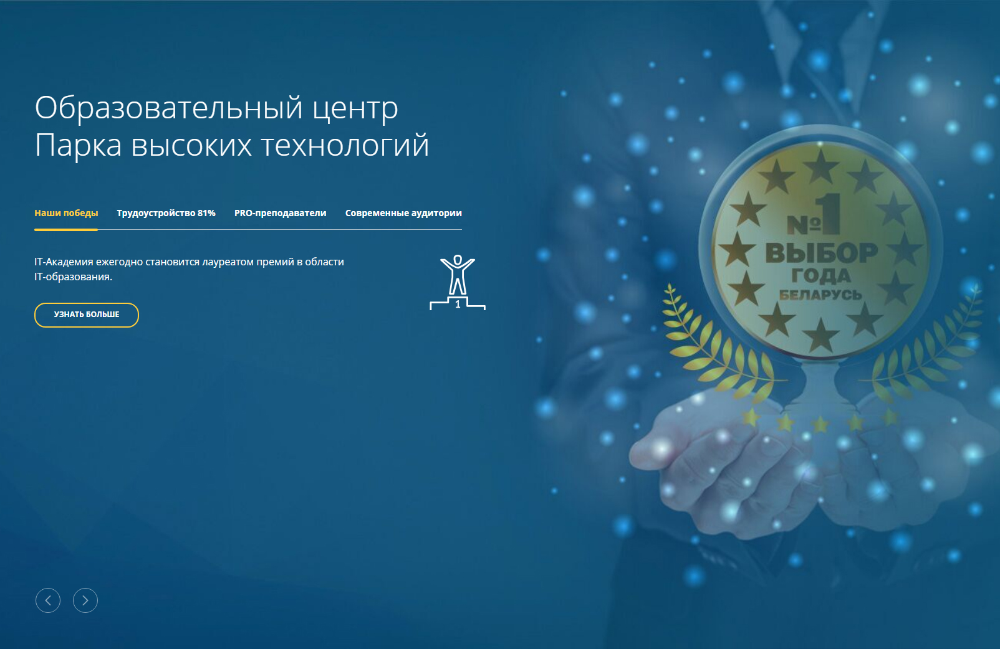 Образовательный центр
Парка высоких технологий
Наши победы Трудоустройство 81% PRO-преподаватели Современные аудитории
IT-Академия ежегодно становится лауреатом премий в области
IT-образования.
1
УЗНАТЬ БОЛЬШЕ
№1
ВЫБОР
ГОДА
БЕЛАРУСЬ